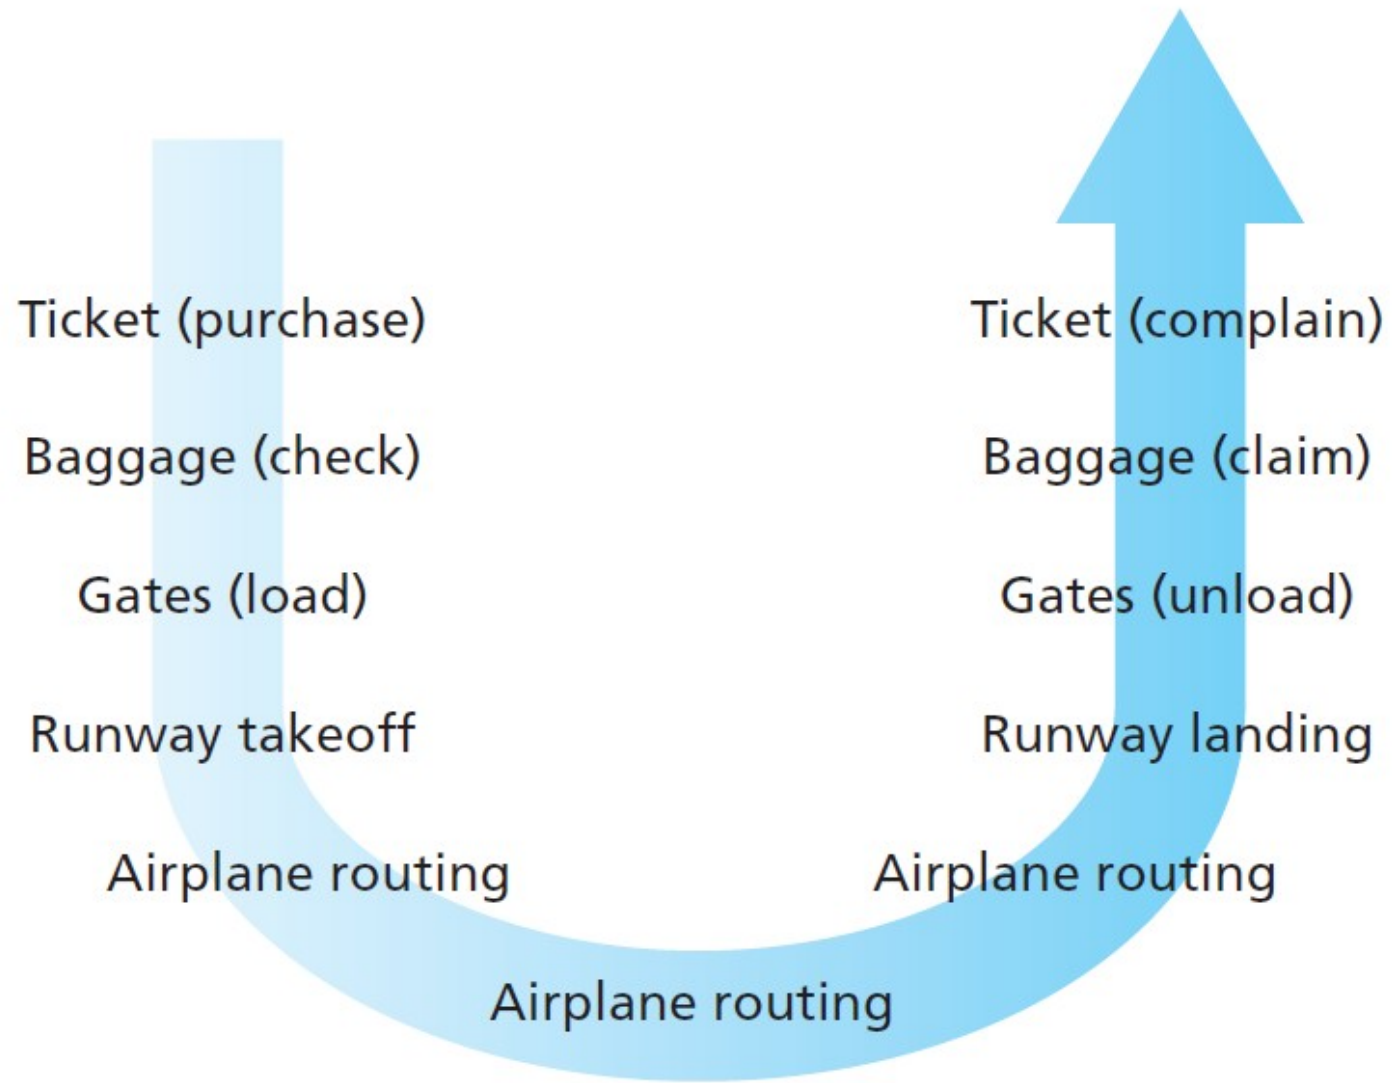 Ticket (purchase)
Baggage (check)
Gates (load)
Runway takeoff
Airplane routing
Airplane routing
Airplane routing
Runway landing
Gates (unload)
Baggage (claim)
Ticket (complain)